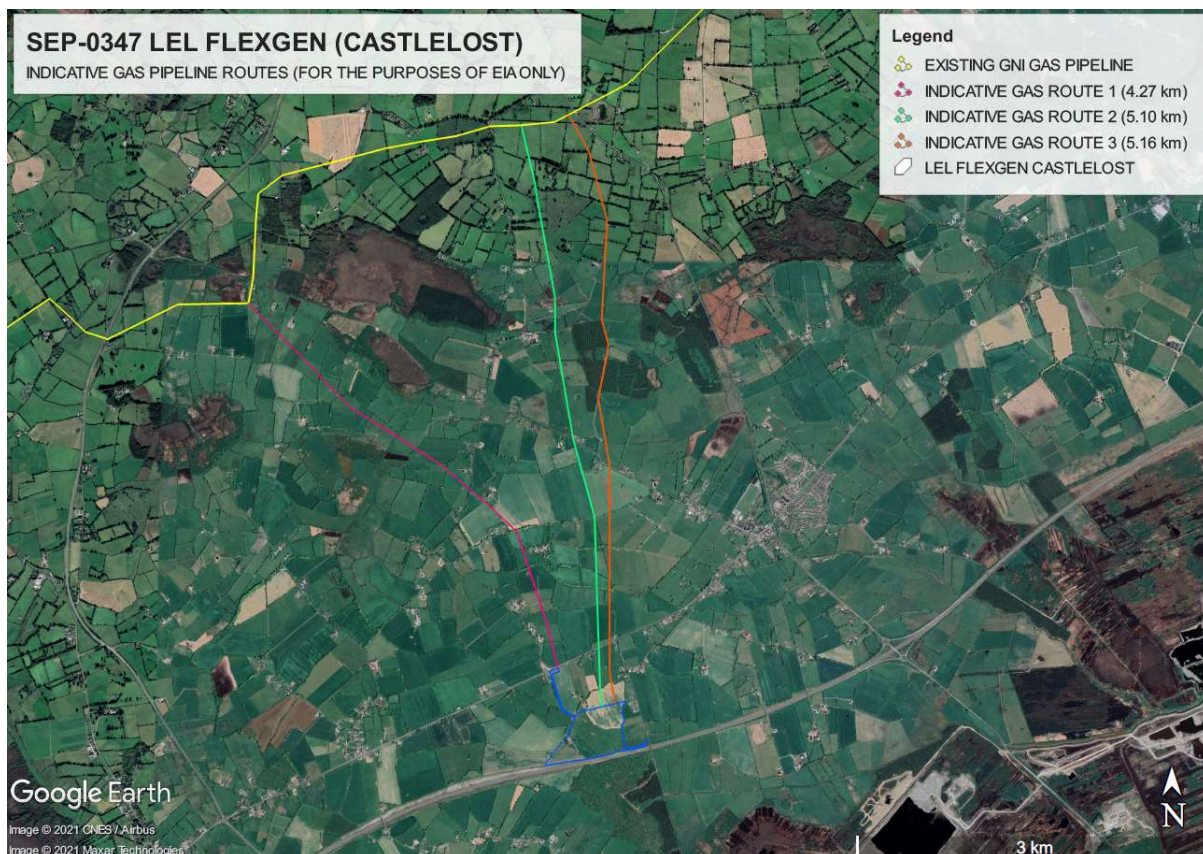 SEP-0347 LEL FLEXGEN (CASTLELOST)
INDICATIVE GAS PIPELINE ROUTES (FOR THE PURPOSES OF EIA ONLY)
Legend
EXISTING GNI GAS PIPELINE
INDICATIVE GAS ROUTE 1 (4.27 km)
INDICATIVE GAS ROUTE 2 (5.10 km)
INDICATIVE GAS ROUTE 3 (5.16 km)
LEL FLEXGEN CASTLELOST
Google Earth
Image © 2021 CNES / Airbus
Image © 2021 Maxar Technologies
N
3 km